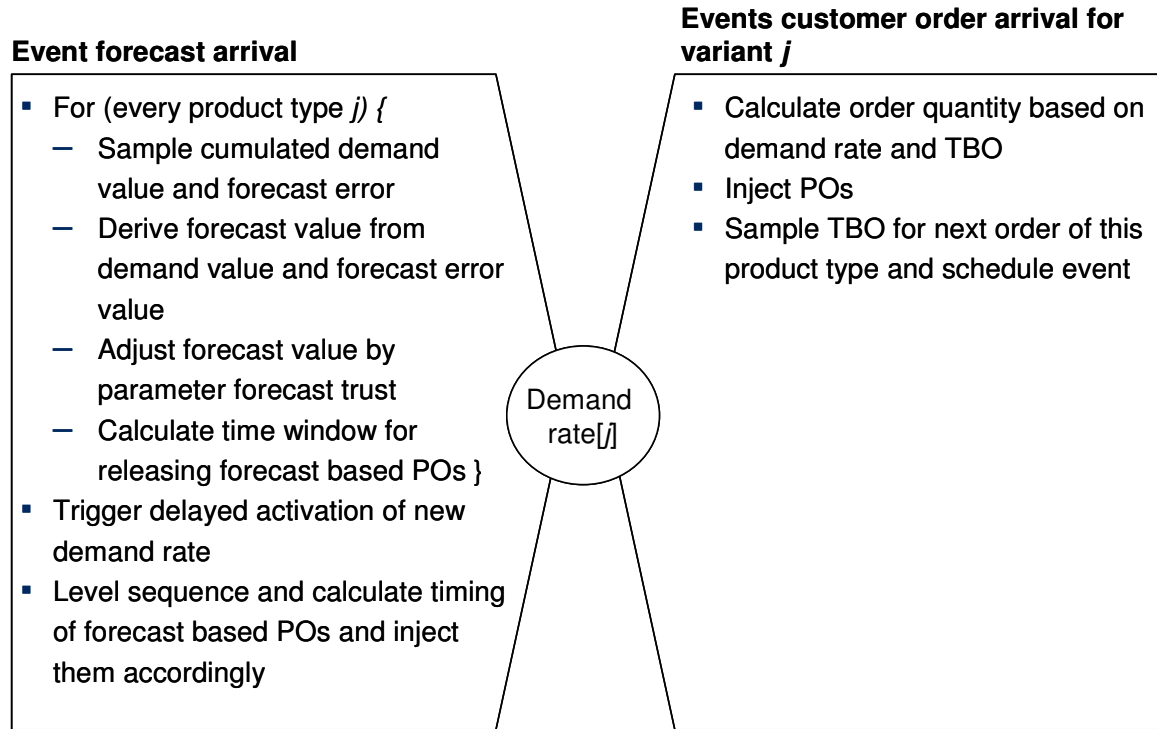 Event forecast arrival
▪ For (every product type j) {
– Sample cumulated demand
value and forecast error
– Derive forecast value from
demand value and forecast error
value
– Adjust forecast value by
parameter forecast trust
– Calculate time window for
releasing forecast based POs }
▪ Trigger delayed activation of new
demand rate
▪ Level sequence and calculate timing
of forecast based POs and inject
them accordingly
Demand
rate[j]
Events customer order arrival for
variant j
▪ Calculate order quantity based on
demand rate and TBO
▪ Inject POs
▪ Sample TBO for next order of this
product type and schedule event